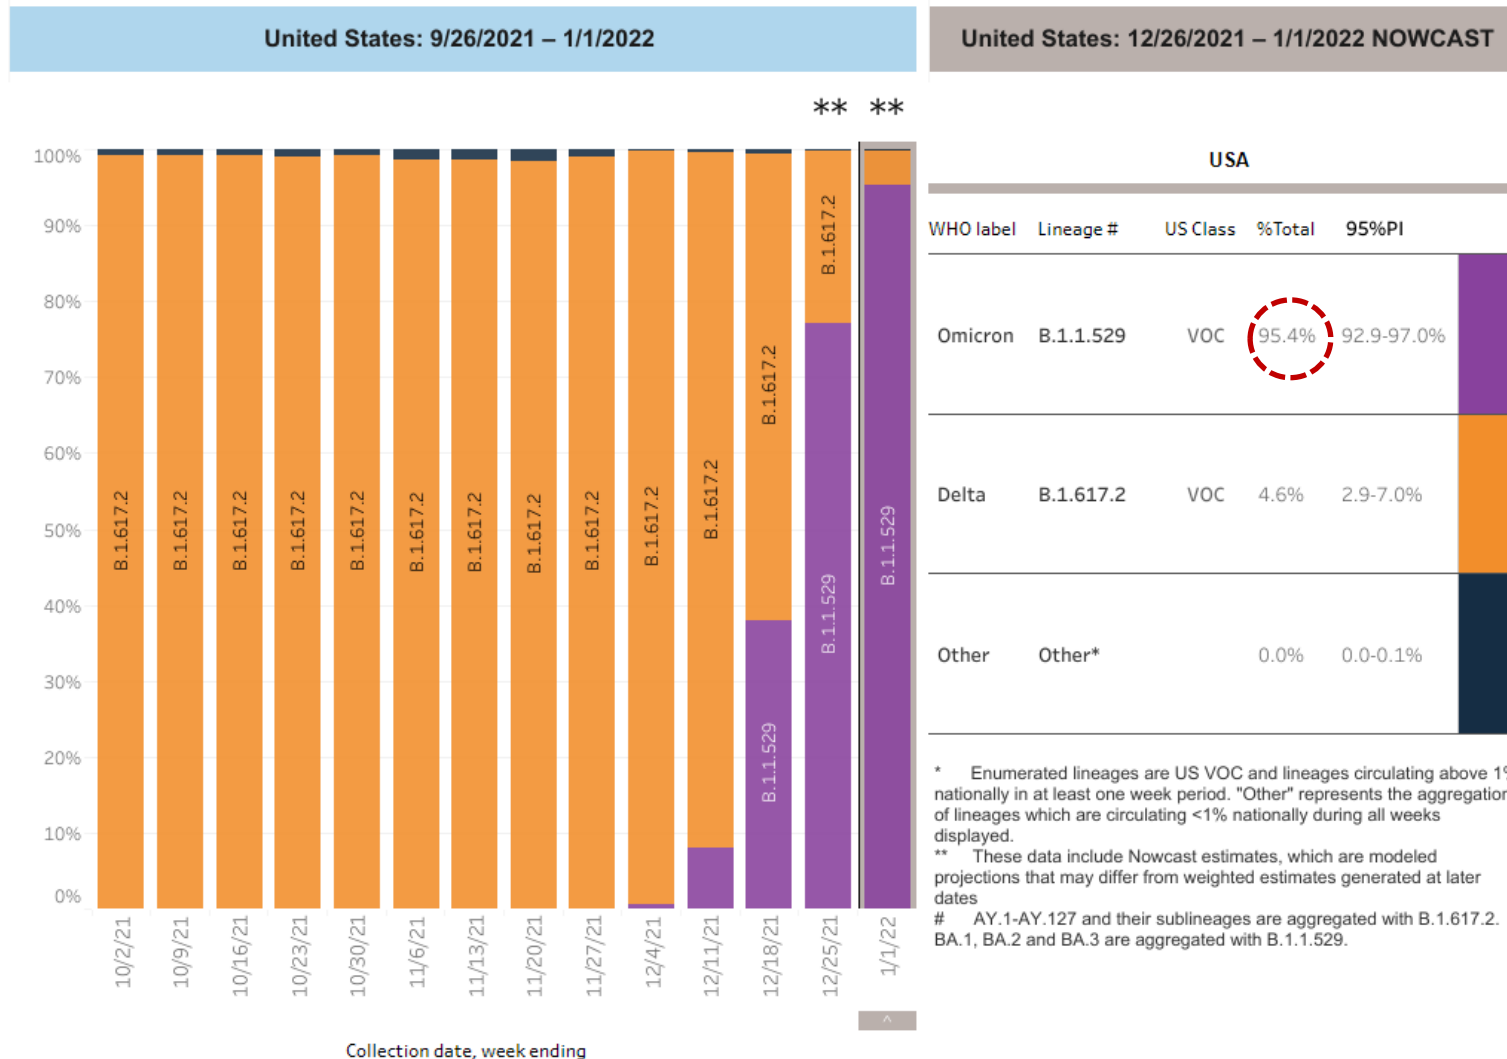 United States: 9/26/2021 – 1/1/2022
United States: 12/26/2021 – 1/1/2022 NOWCAST
** **
100%
90%
80%
70%
60%
50%
40%
30%
20%
10%
0%
B.1.617.2
B.1.617.2
B.1.617.2
B.1.617.2
B.1.617.2
B.1.617.2
B.1.617.2
B.1.617.2
B.1.617.2
B.1.617.2
B.1.617.2
B.1.617.2
B.1.1.529
B.1.617.2
B.1.1.529
B.1.1.529
10/2/21
10/9/21
10/16/21
10/23/21
10/30/21
11/6/21
11/13/21
11/20/21
11/27/21
12/4/21
12/11/21
12/18/21
12/25/21
1/1/22
^
Collection date, week ending
USA
WHO label Lineage # US Class %Total 95%PI
Omicron B.1.1.529 VOC 95.4% 92.9-97.0%
Delta B.1.617.2 VOC 4.6% 2.9-7.0%
Other Other* 0.0% 0.0-0.1%
* Enumerated lineages are US VOC and lineages circulating above 1%
nationally in at least one week period. "Other" represents the aggregation
of lineages which are circulating <1% nationally during all weeks
displayed.
** These data include Nowcast estimates, which are modeled
projections that may differ from weighted estimates generated at later
dates
# AY.1-AY.127 and their sublineages are aggregated with B.1.617.2.
BA.1, BA.2 and BA.3 are aggregated with B.1.1.529.